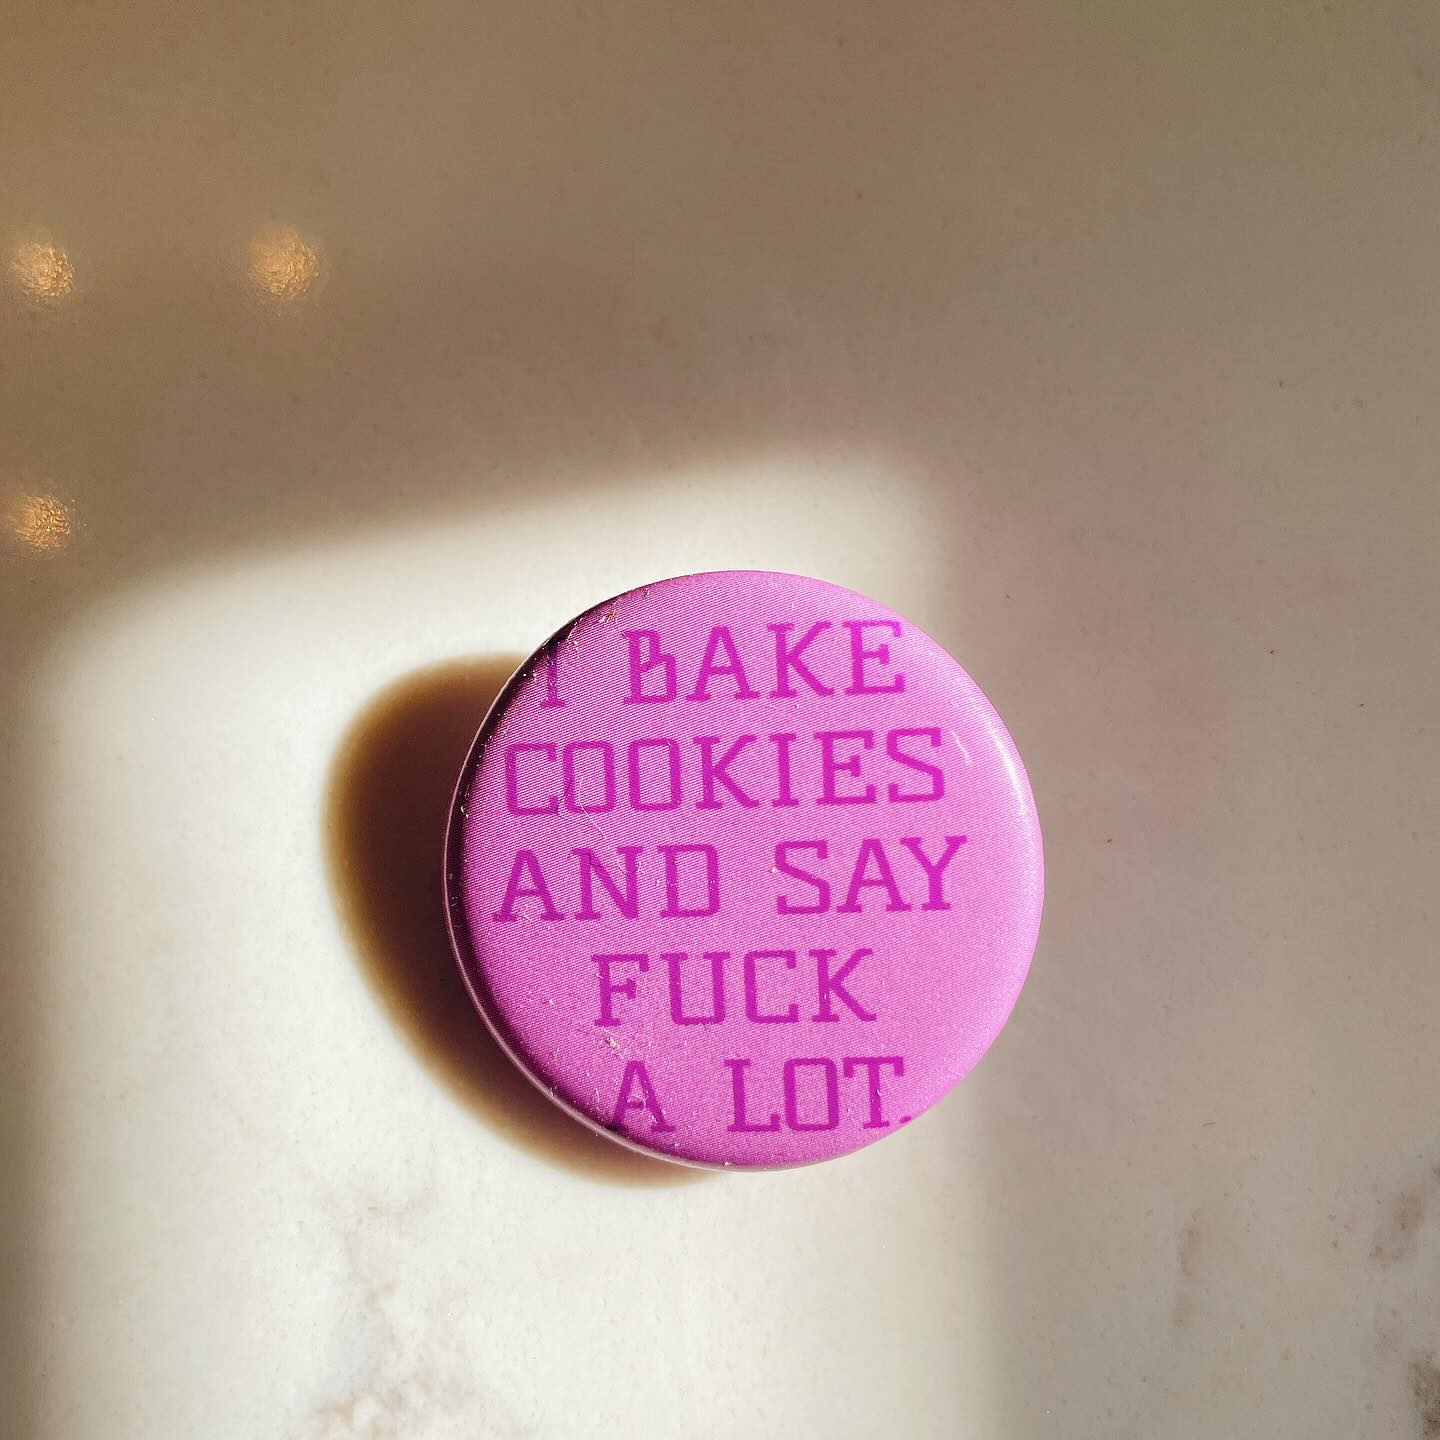 I BAKE
COOKIES
AND SAY
FUCK
A LOT.